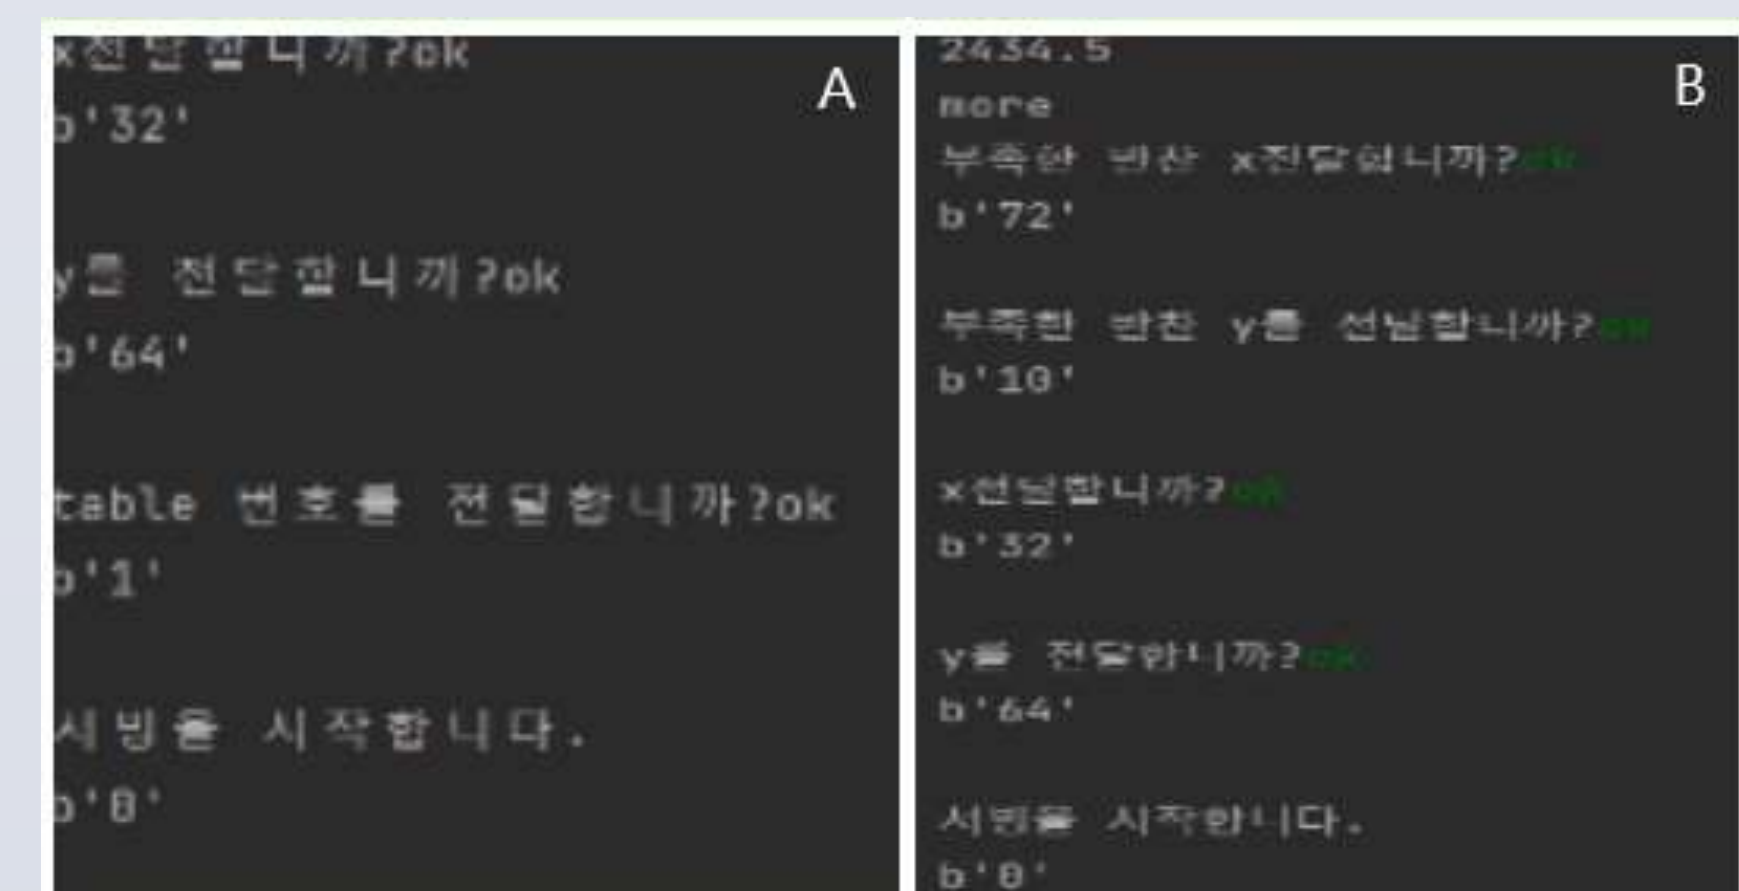 x전달합니까?ok
A
b'32'
y를 전달합니까?ok
b'64'
table 번호를 전달합니까?ok
b'1'
서빙을 시작합니다.
b'0'
2434.5
B
more
부족한 반찬 x전달합니까?ok
b'72'
부족한 반찬 y를 전달합니까?ok
b'10'
x전달합니까?ok
b'32'
y를 전달합니까?ok
b'64'
서빙을 시작합니다.
b'0'